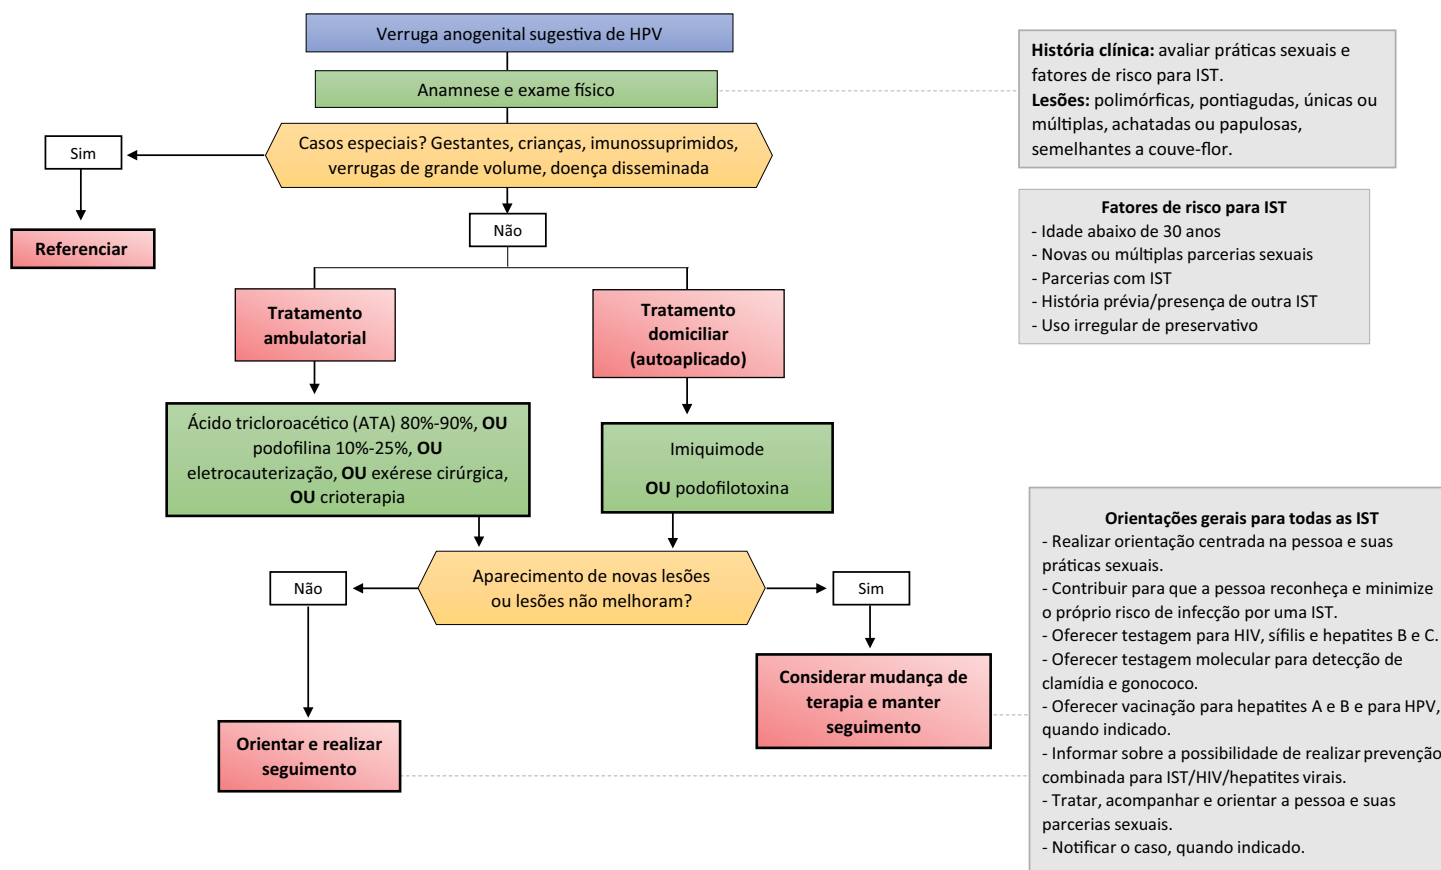 Verruga anogenital sugestiva de HPV
Anamnese e exame físico
História clínica: avaliar práticas sexuais e
fatores de risco para IST.
Lesões: polimórficas, pontiagudas, únicas ou
múltiplas, achatadas ou papulosas,
semelhantes a couve-flor.
Casos especiais? Gestantes, crianças, imunossuprimidos,
verrugas de grande volume, doença disseminada
Sim
Referenciar
Não
Fatores de risco para IST
- Idade abaixo de 30 anos
- Novas ou múltiplas parcerias sexuais
- Parcerias com IST
- História prévia/presença de outra IST
- Uso irregular de preservativo
Tratamento
ambulatorial
Tratamento
domiciliar
(autoaplicado)
Ácido tricloroacético (ATA) 80%-90%, OU
podofilina 10%-25%, OU
eletrocauterização, OU exérese cirúrgica,
OU crioterapia
Imiquimode
OU podofilotoxina
Aparecimento de novas lesões
ou lesões não melhoram?
Não
Sim
Orientar e realizar
seguimento
Considerar mudança de
terapia e manter
seguimento
Orientações gerais para todas as IST
- Realizar orientação centrada na pessoa e suas
práticas sexuais.
- Contribuir para que a pessoa reconheça e minimize
o próprio risco de infecção por uma IST.
- Oferecer testagem para HIV, sífilis e hepatites B e C.
- Oferecer testagem molecular para detecção de
clamídia e gonococo.
- Oferecer vacinação para hepatites A e B e para HPV,
quando indicado.
- Informar sobre a possibilidade de realizar prevenção
combinada para IST/HIV/hepatites virais.
- Tratar, acompanhar e orientar a pessoa e suas
parcerias sexuais.
- Notificar o caso, quando indicado.